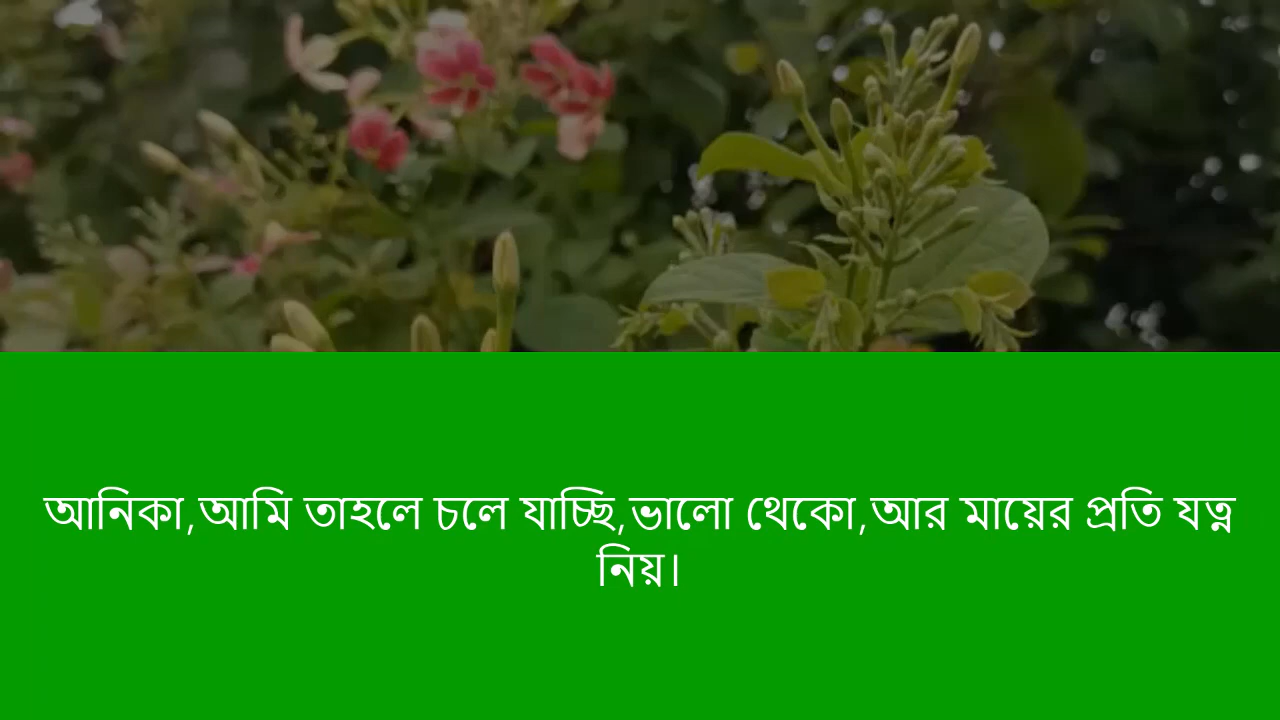 আনিকা,আমি তাহলে চলে যাচ্ছি,ভালো থেকো,আর মায়ের প্রতি যত্ন
নিয়।